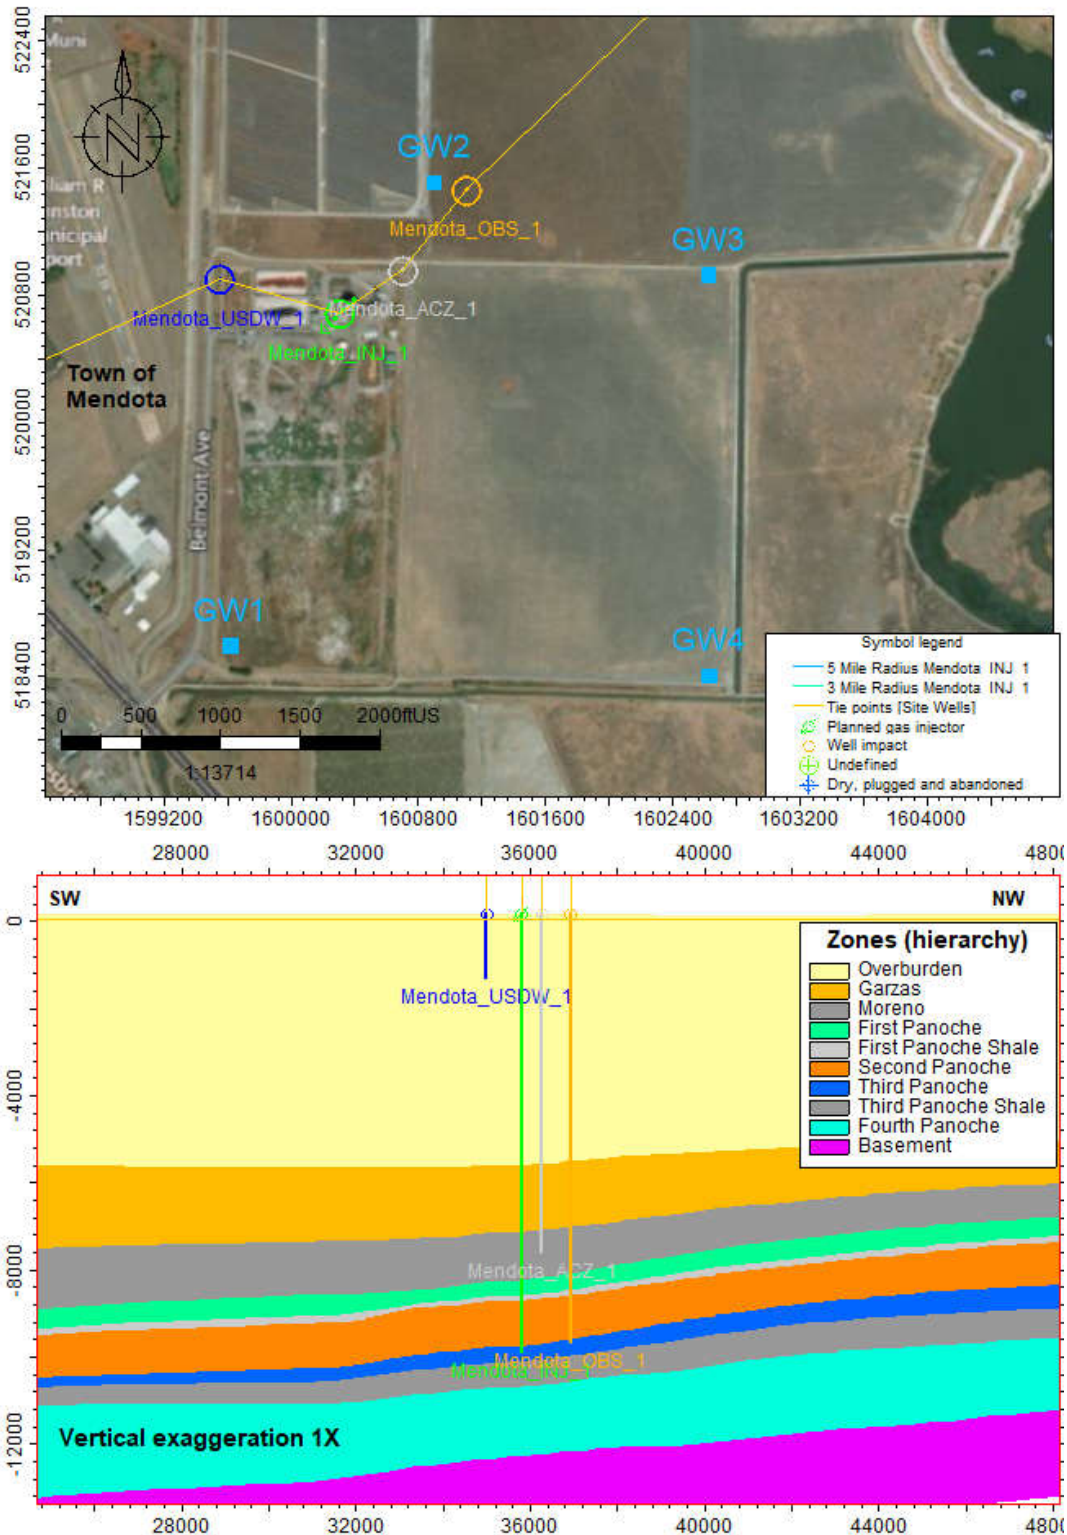 522400
521600
520800
520000
519200
518400
Muni
N
GW2
Mendota_OBS_1
GW3
Mendota_ACZ_1
Mendota_USDW_1
Mendota_INJ_1
Town of
Mendota
Belmont Ave
GW1
GW4
0 500 1000 1500 2000ftUS
1:13714
Symbol legend
5 Mile Radius Mendota INJ 1
3 Mile Radius Mendota INJ 1
Tie points [Site Wells]
Planned gas injector
Well impact
Undefined
Dry, plugged and abandoned
1599200 1600000 1600800 1601600 1602400 1603200 1604000
28000 32000 36000 40000 44000 4800
SW
NW
0
-4000
-8000
-12000
Mendota_USDW_1
Mendota_ACZ_1
Mendota_OBS_1
Mendota_INJ_1
Zones (hierarchy)
Overburden
Garzas
Moreno
First Panoche
First Panoche Shale
Second Panoche
Third Panoche
Third Panoche Shale
Fourth Panoche
Basement
Vertical exaggeration 1X
28000 32000 36000 40000 44000 4800